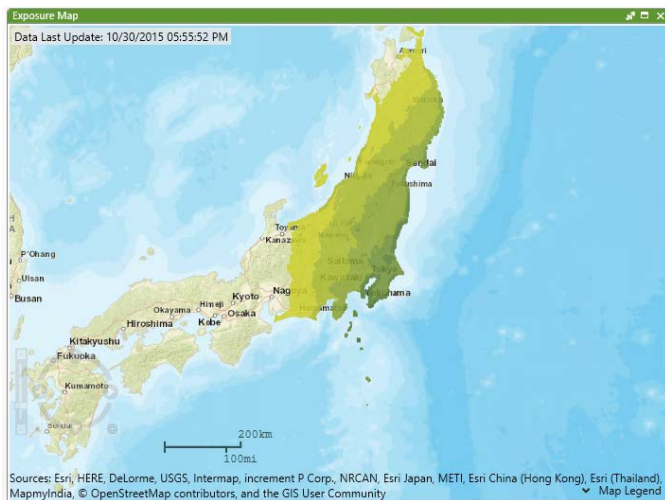 Exposure Map
Data Last Update: 10/30/2015 05:55:52 PM
Sendai
Fukushima
Toyama
Kanazawa
P'Ohang
Saitama
Tokyo
Kawasaki
Ulsan
Yokohama
Busan
Kyoto
Nagoya
Himeji
Okayama
Kobe
Osaka
Hiroshima
Kitakyushu
Fukuoka
Kumamoto
200km
100mi
Sources: Esri, HERE, DeLorme, USGS, Intermap, increment P Corp., NRCAN, Esri Japan, METI, Esri China (Hong Kong), Esri (Thailand),
MapmyIndia, © OpenStreetMap contributors, and the GIS User Community
Map Legend